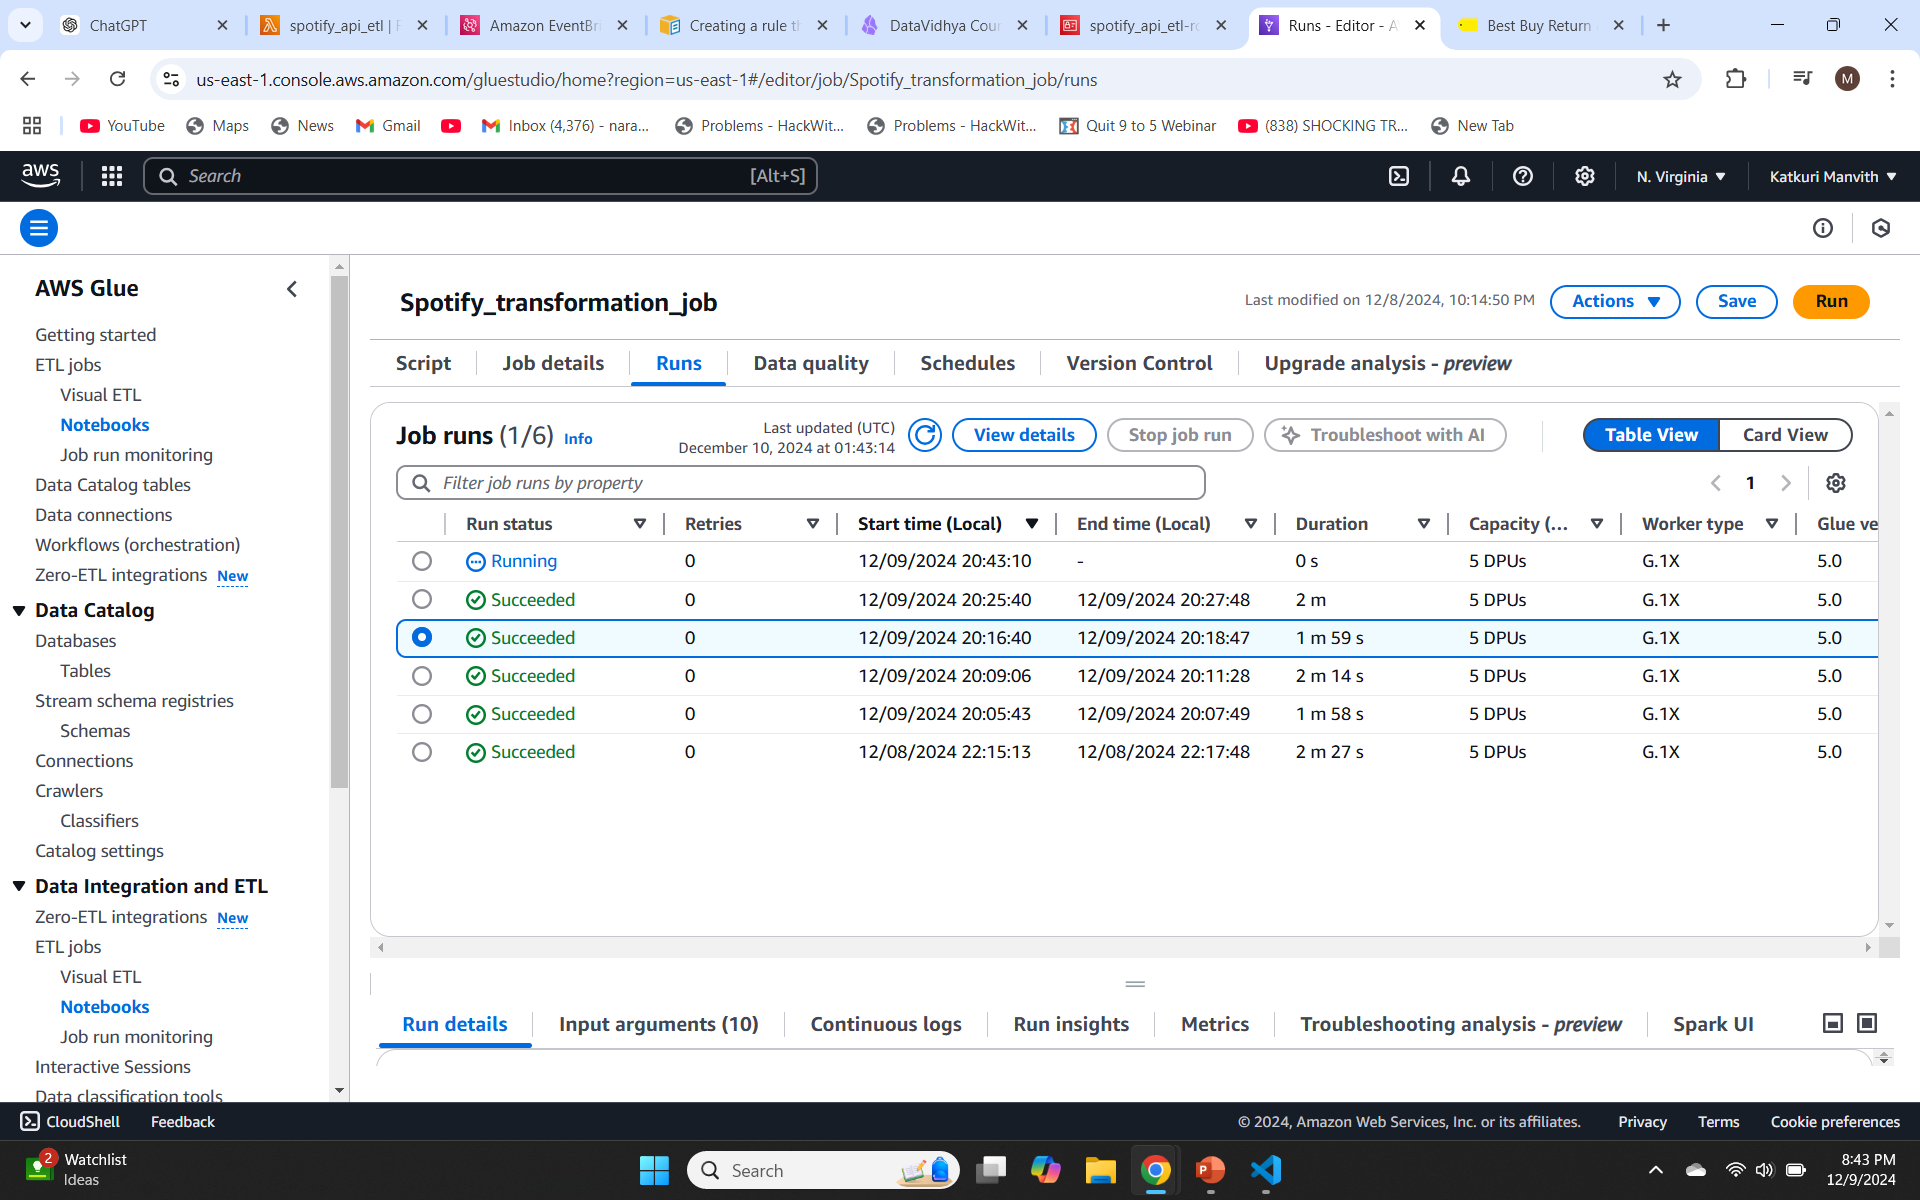 ChatGPT
spotify_api_etl | F
Amazon EventBri
Creating a rule th
DataVidhya Cour
spotify_api_etl-ro
Runs - Editor - A
Best Buy Return
us-east-1.console.aws.amazon.com/gluestudio/home?region=us-east-1#/editor/job/Spotify_transformation_job/runs
M
YouTube
Maps
News
Gmail
Inbox (4,376) - nara...
Problems - HackWit...
Problems - HackWit...
Quit 9 to 5 Webinar
(838) SHOCKING TR...
New Tab
aws
Search
[Alt+S]
N. Virginia
Katkuri Manvith
AWS Glue
Getting started
ETL jobs
Visual ETL
Notebooks
Job run monitoring
Data Catalog tables
Data connections
Workflows (orchestration)
Zero-ETL integrations New
Data Catalog
Databases
Tables
Stream schema registries
Schemas
Connections
Crawlers
Classifiers
Catalog settings
Data Integration and ETL
Zero-ETL integrations New
ETL jobs
Visual ETL
Notebooks
Job run monitoring
Interactive Sessions
Data classification tools
Spotify_transformation_job
Last modified on 12/8/2024, 10:14:50 PM
Actions
Save
Run
Script
Job details
Runs
Data quality
Schedules
Version Control
Upgrade analysis - preview
Job runs (1/6) Info
Last updated (UTC)
December 10, 2024 at 01:43:14
View details
Stop job run
Troubleshoot with AI
Table View
Card View
Filter job runs by property
1
Run status Retries Start time (Local) End time (Local) Duration Capacity (... Worker type Glue ve
Running 0 12/09/2024 20:43:10 - 0 s 5 DPUs G.1X 5.0
Succeeded 0 12/09/2024 20:25:40 12/09/2024 20:27:48 2 m 5 DPUs G.1X 5.0
Succeeded 0 12/09/2024 20:16:40 12/09/2024 20:18:47 1 m 59 s 5 DPUs G.1X 5.0
Succeeded 0 12/09/2024 20:09:06 12/09/2024 20:11:28 2 m 14 s 5 DPUs G.1X 5.0
Succeeded 0 12/09/2024 20:05:43 12/09/2024 20:07:49 1 m 58 s 5 DPUs G.1X 5.0
Succeeded 0 12/08/2024 22:15:13 12/08/2024 22:17:48 2 m 27 s 5 DPUs G.1X 5.0
Run details
Input arguments (10)
Continuous logs
Run insights
Metrics
Troubleshooting analysis - preview
Spark UI
CloudShell
Feedback
© 2024, Amazon Web Services, Inc. or its affiliates.
Privacy
Terms
Cookie preferences
2
Watchlist
Ideas
Search
8:43 PM
12/9/2024